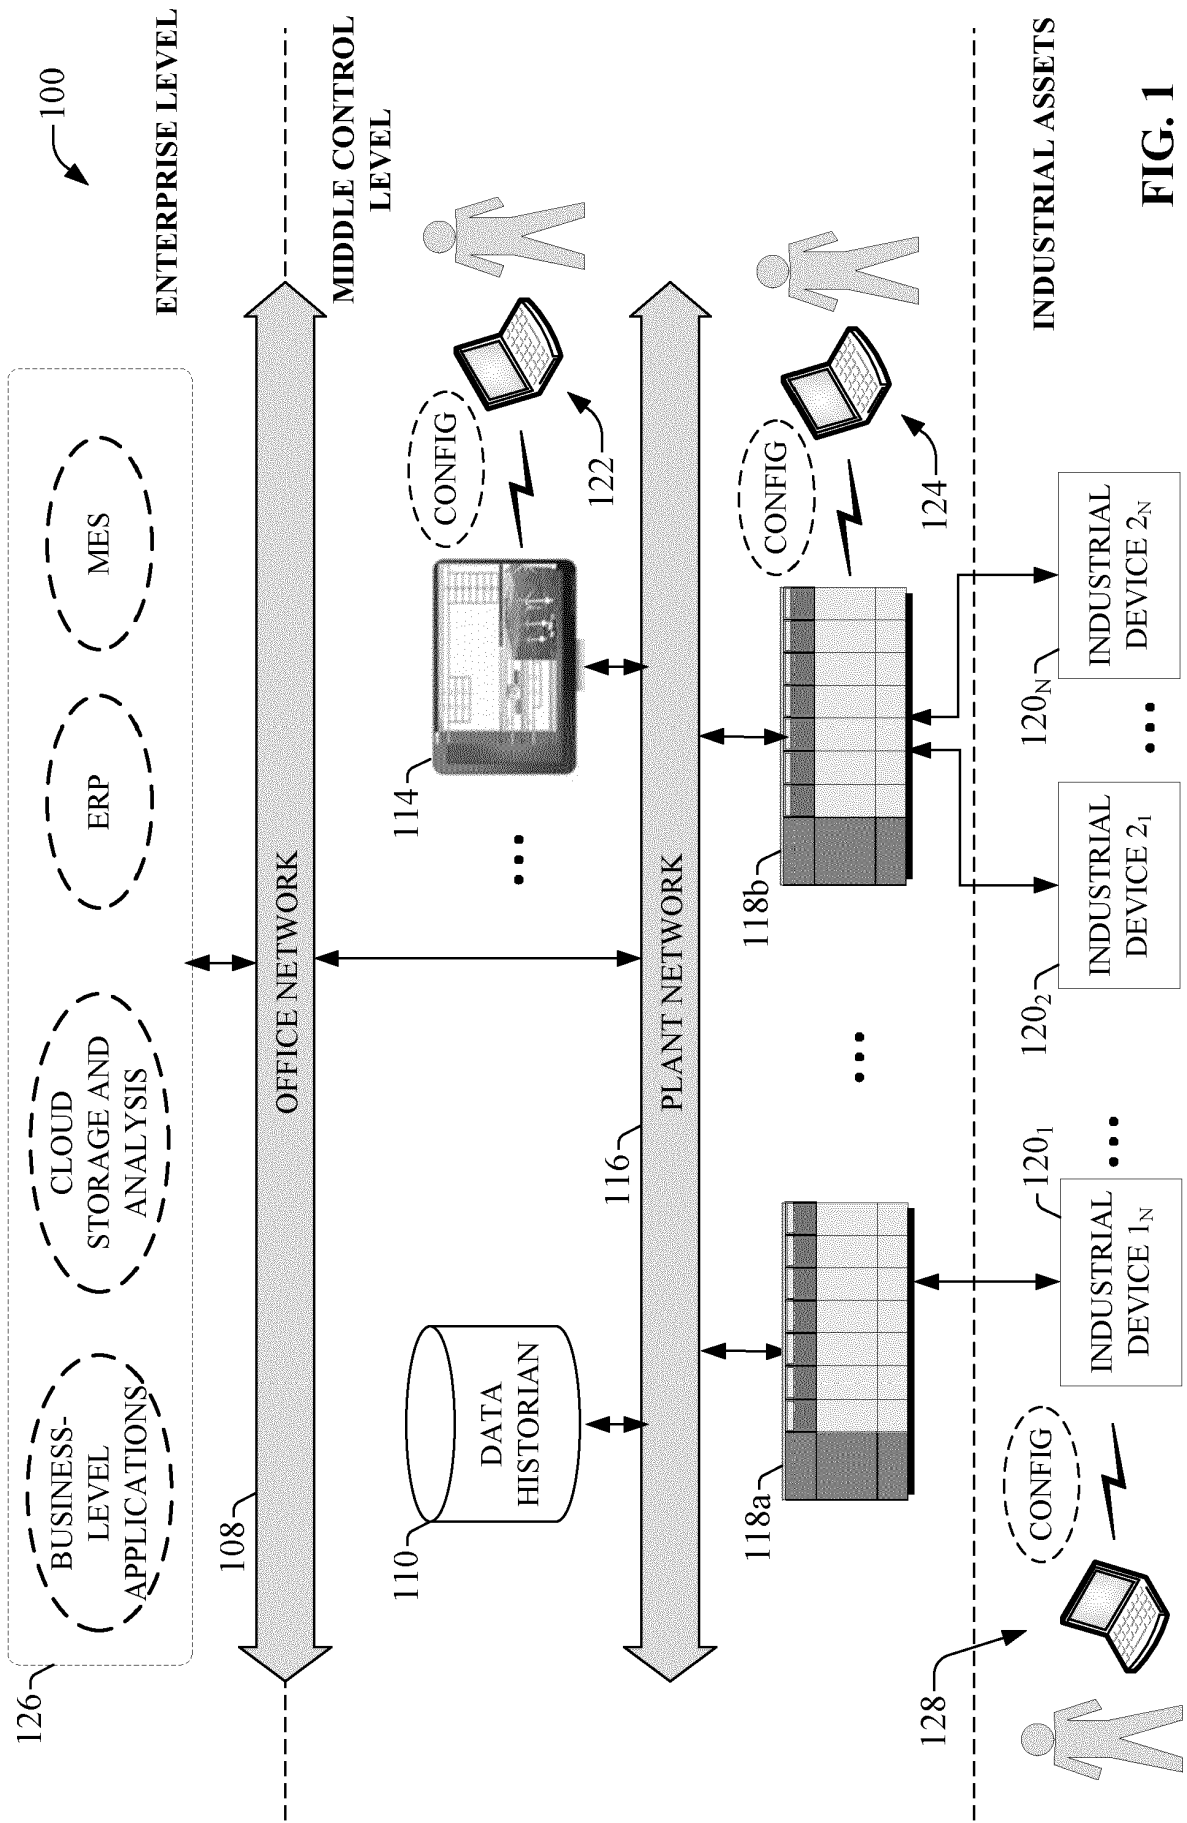 100
ENTERPRISE LEVEL
126
BUSINESS-
LEVEL
APPLICATIONS
CLOUD
STORAGE AND
ANALYSIS
ERP
MES
108
OFFICE NETWORK
MIDDLE CONTROL
LEVEL
110
DATA
HISTORIAN
114
CONFIG
122
116
PLANT NETWORK
118a
118b
CONFIG
124
INDUSTRIAL ASSETS
128
CONFIG
INDUSTRIAL
DEVICE 1N
1201
INDUSTRIAL
DEVICE 21
1202
INDUSTRIAL
DEVICE 2N
120N
FIG. 1